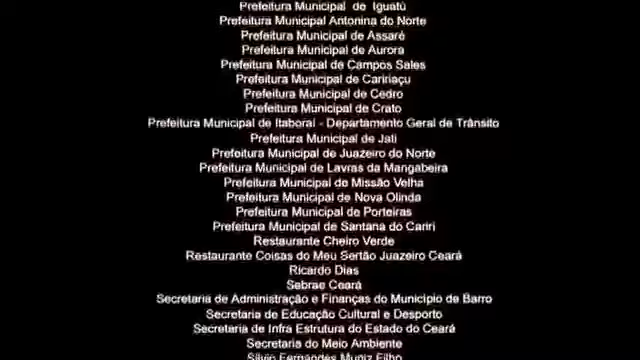 Prefeitura Municipal de Iguatú
Prefeitura Municipal Antonina do Norte
Prefeitura Municipal de Assaré
Prefeitura Municipal de Aurora
Prefeitura Municipal de Campos Sales
Prefeitura Municipal de Caririaçu
Prefeitura Municipal de Cedro
Prefeitura Municipal de Crato
Prefeitura Municipal de Itaboraí - Departamento Geral de Trânsito
Prefeitura Municipal de Jati
Prefeitura Municipal de Juazeiro do Norte
Prefeitura Municipal de Lavras da Mangabeira
Prefeitura Municipal de Missão Velha
Prefeitura Municipal de Nova Olinda
Prefeitura Municipal de Porteiras
Prefeitura Municipal de Santana do Cariri
Restaurante Cheiro Verde
Restaurante Coisas do Meu Sertão Juazeiro Ceará
Ricardo Dias
Sebrae Ceará
Secretaria de Administração e Finanças do Município de Barro
Secretaria de Educação Cultural e Desporto
Secretaria de Infra Estrutura do Estado do Ceará
Secretaria do Meio Ambiente
Silvio Fernandes Muniz Filho